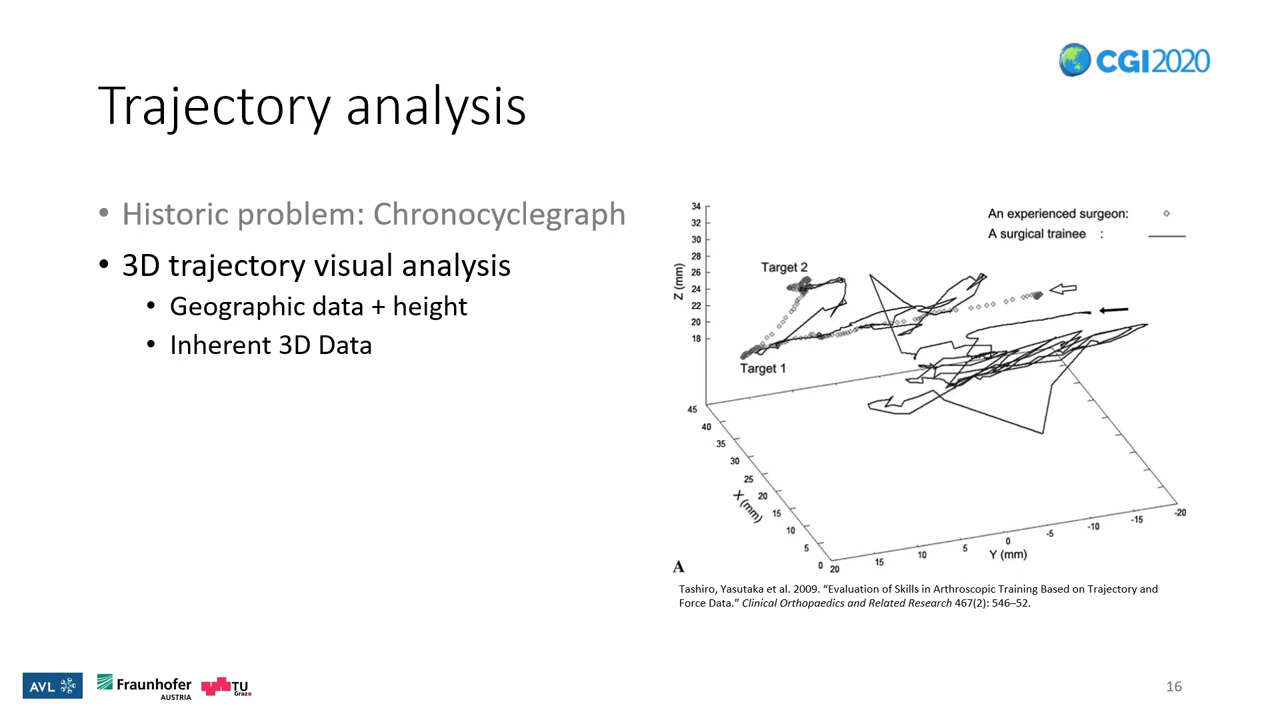 CGI2020
Trajectory analysis
• Historic problem: Chronocyclegraph
• 3D trajectory visual analysis
• Geographic data + height
• Inherent 3D Data
An experienced surgeon:
A surgical trainee :
34
32
30
28
26
24
22
20
18
Z (mm)
Target 2
Target 1
45
40
35
30
25
20
15
10
5
0
X (mm)
20
15
10
5
0
-5
-10
-15
-20
Y (mm)
A
Tashiro, Yasutaka et al. 2009. “Evaluation of Skills in Arthroscopic Training Based on Trajectory and
Force Data.” Clinical Orthopaedics and Related Research 467(2): 546–52.
AVL
Fraunhofer
AUSTRIA
TU
Graz
16